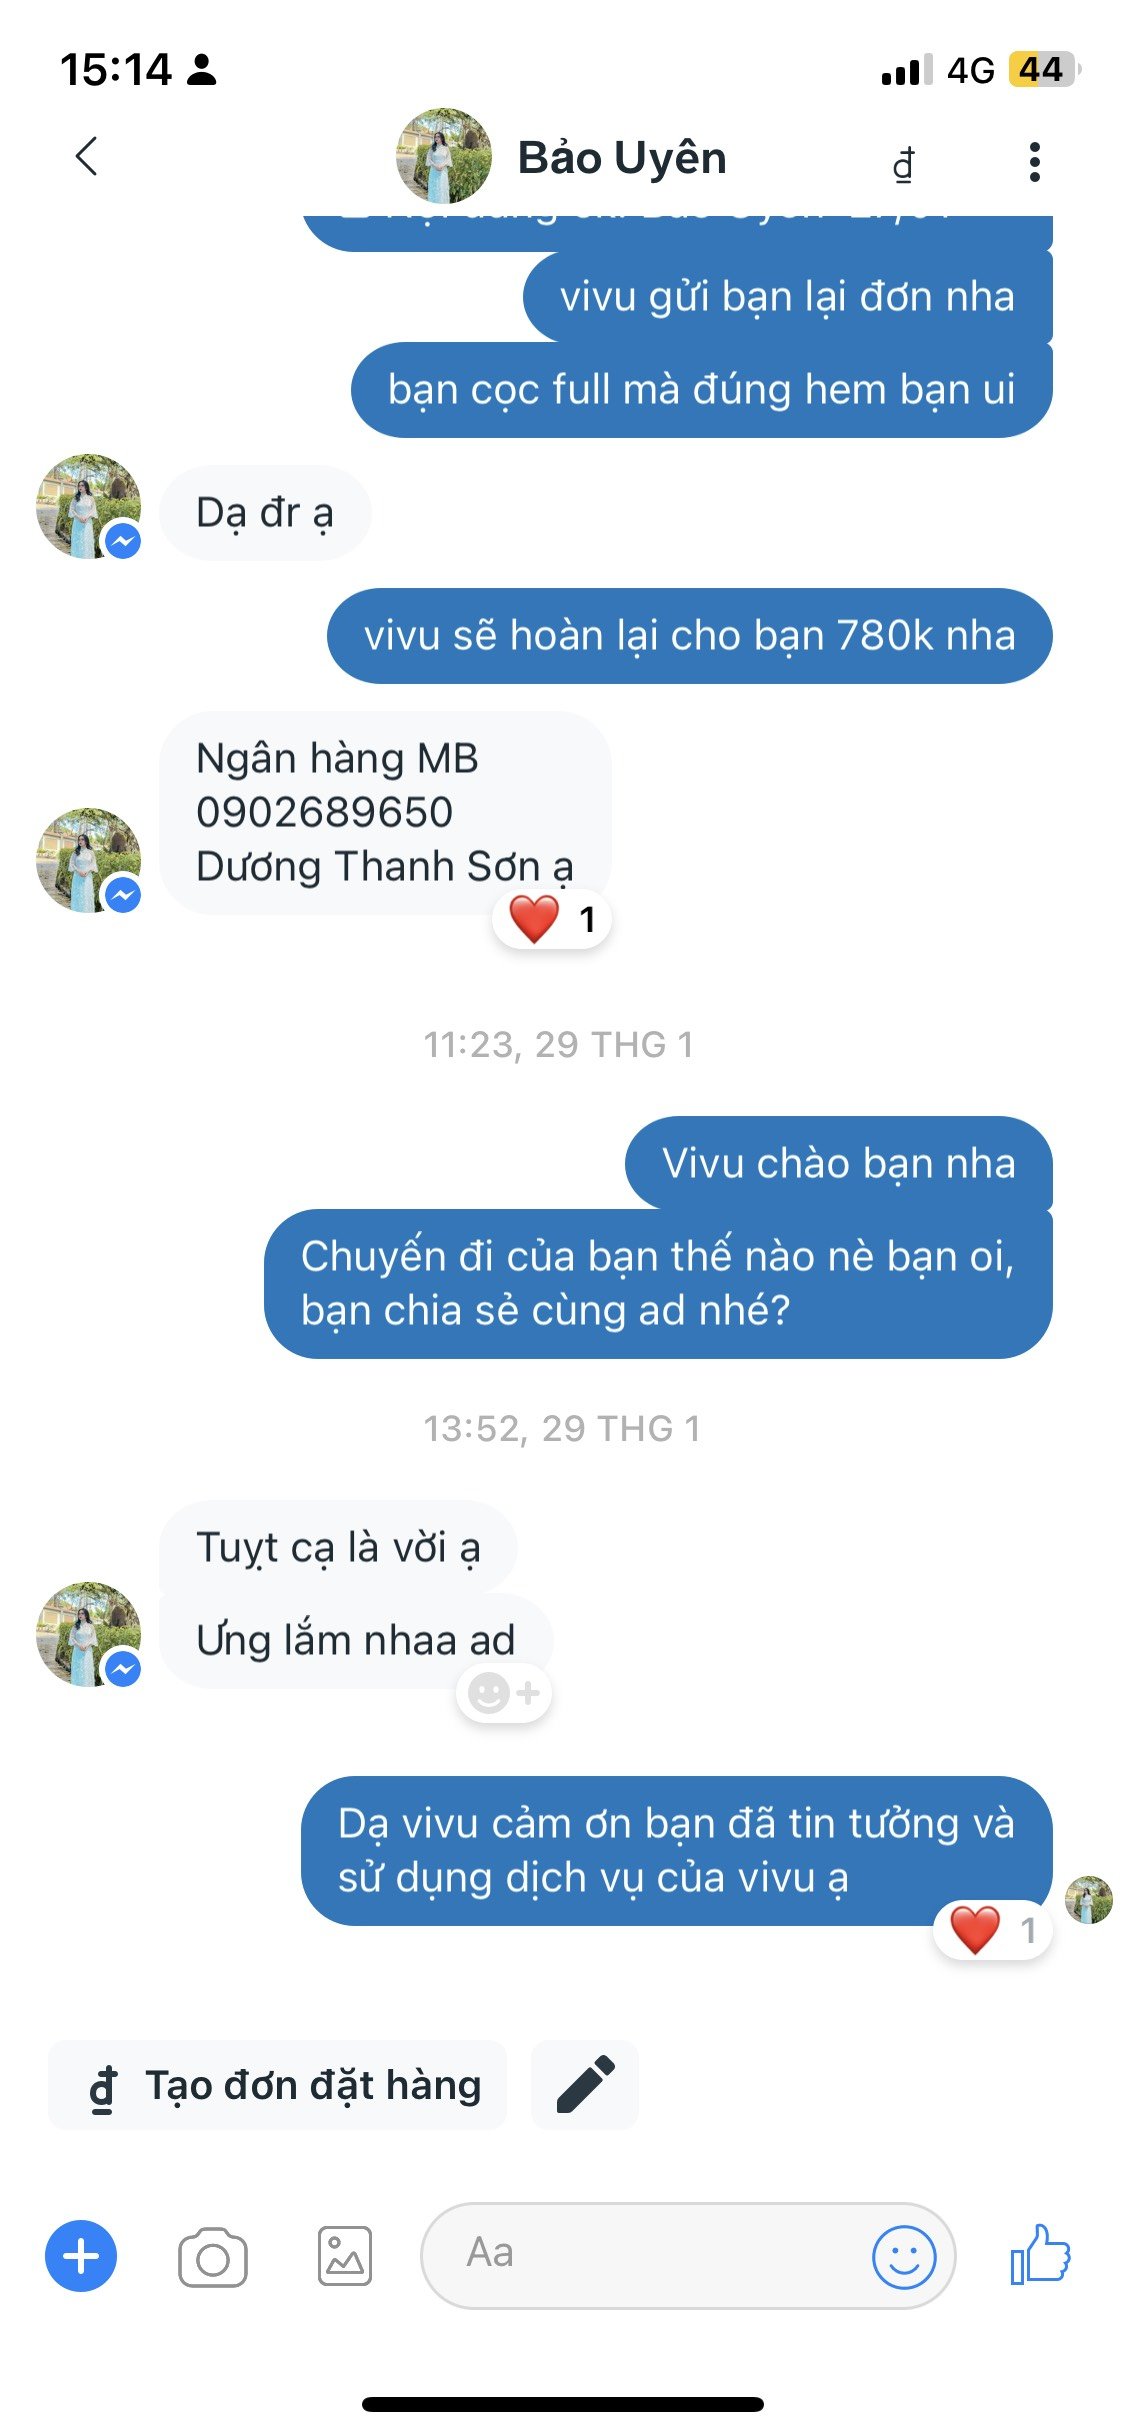 15:14
4G 44
Bảo Uyên
₫
vivu gửi bạn lại đơn nha
bạn cọc full mà đúng hem bạn ui
Dạ đr ạ
vivu sẽ hoàn lại cho bạn 780k nha
Ngân hàng MB
0902689650
Dương Thanh Sơn ạ
1
11:23, 29 THG 1
Vivu chào bạn nha
Chuyến đi của bạn thế nào nè bạn oi,
bạn chia sẻ cùng ad nhé?
13:52, 29 THG 1
Tuỵt cạ là vời ạ
Ưng lắm nhaa ad
Dạ vivu cảm ơn bạn đã tin tưởng và
sử dụng dịch vụ của vivu ạ
1
₫ Tạo đơn đặt hàng
Aa